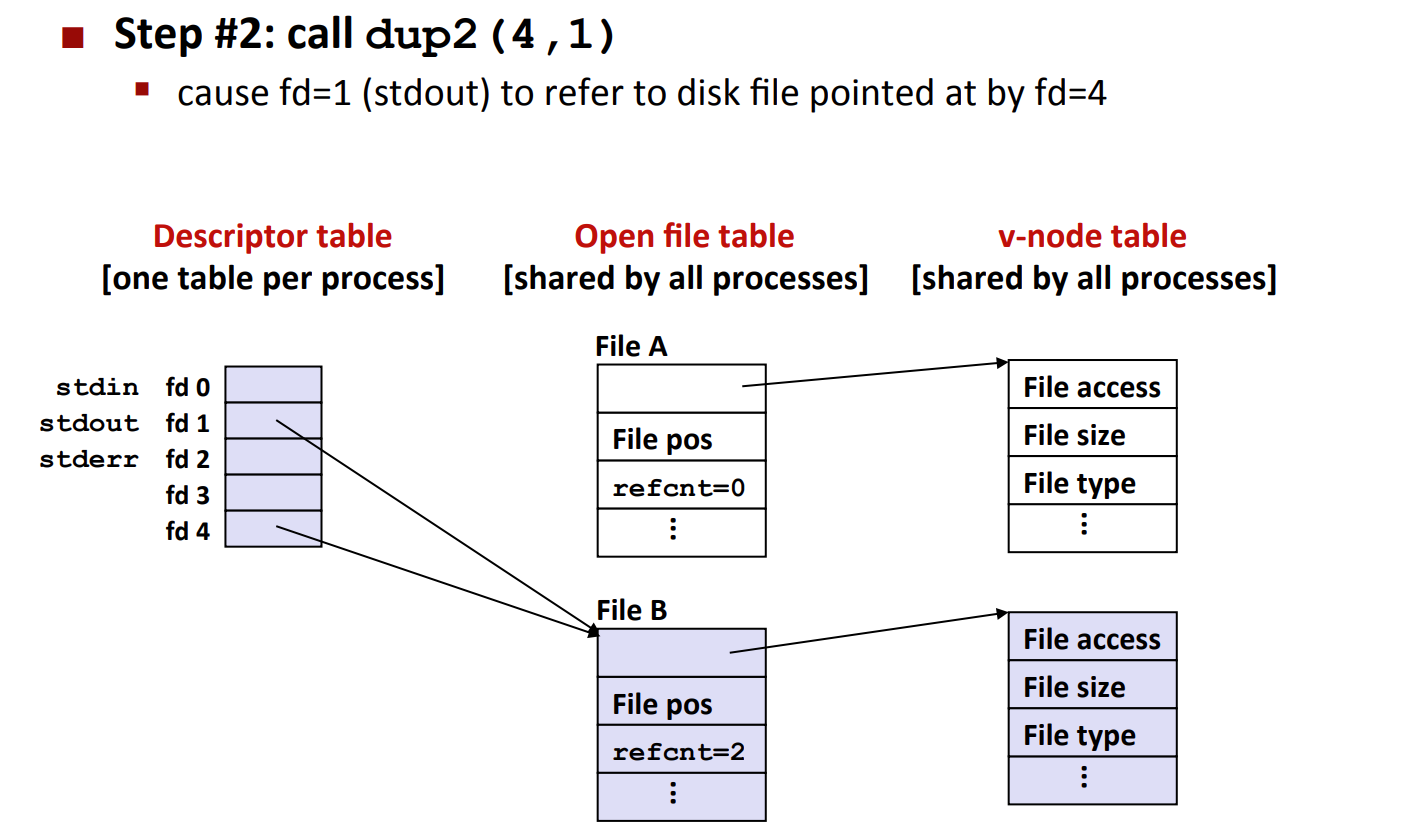 Step #2: call dup2(4,1)
cause fd=1 (stdout) to refer to disk file pointed at by fd=4
Descriptor table
[one table per process]
Open file table
[shared by all processes]
v-node table
[shared by all processes]
stdin fd 0
stdout fd 1
stderr fd 2
fd 3
fd 4
File A
File pos
refcnt=0
⋮
File access
File size
File type
⋮
File B
File pos
refcnt=2
⋮
File access
File size
File type
⋮